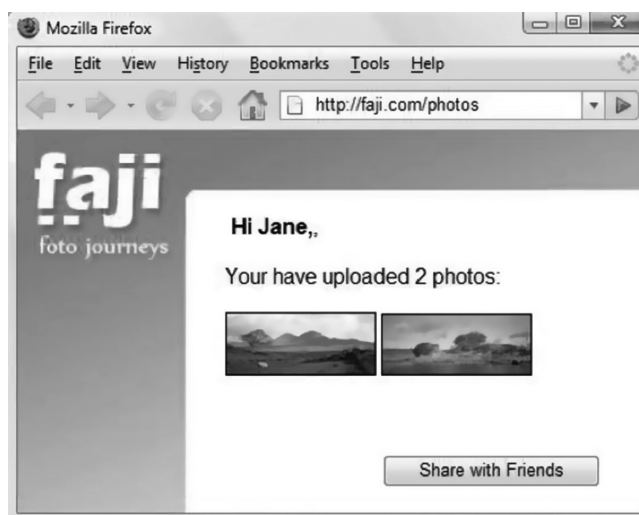 Mozilla Firefox
File Edit View History Bookmarks Tools Help
http://faji.com/photos
faji
foto journeys
Hi Jane,,
Your have uploaded 2 photos:
Share with Friends